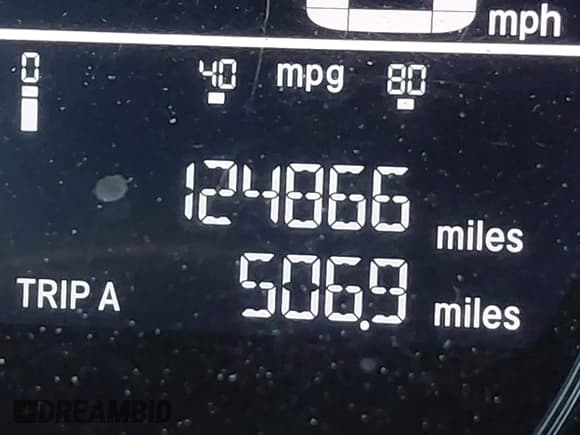 mph
0 40 mpg 80
124866 miles
TRIP A 506.9 miles
DREAMBID